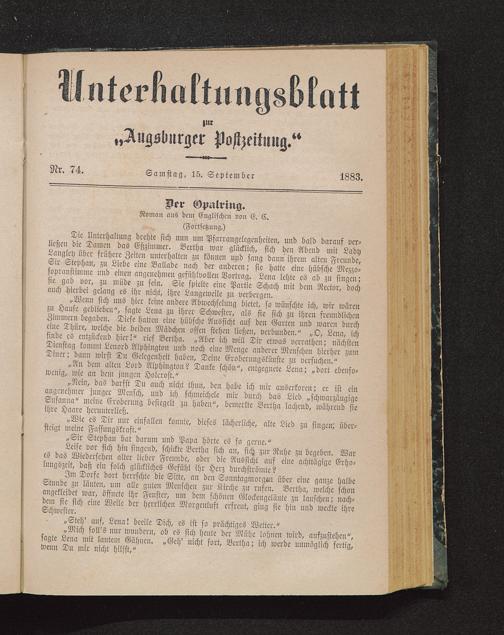 Unterhaltungsblatt
zur
„Augsburger Postzeitung.“
Nr. 74.
Samstag, 15. September
1883.
Der Opalring.
Roman aus dem Englischen von E. C.
(Fortsetzung.)
Die Unterhaltung drehte sich nun um Pfarrangelegenheiten, und bald darauf ver-
ließen die Damen das Eßzimmer. Bertha war glücklich, sich den Abend mit Lady
Langley über frühere Zeiten unterhalten zu können und sang dann ihrem alten Freunde,
Sir Stephan, zu Liebe eine Ballade nach der anderen; sie hatte eine hübsche Mezzo-
sopranstimme und einen angenehmen gefühlvollen Vortrag. Lena lehnte es ab zu singen;
sie gab vor, zu müde zu sein. Sie spielte eine Partie Schach mit dem Rector, doch
auch hierbei gelang es ihr nicht, ihre Langeweile zu verbergen.
„Wenn sich uns hier keine andere Abwechselung bietet, so wünschte ich, wir wären
zu Hause geblieben“, sagte Lena zu ihrer Schwester, als sie sich zu ihren freundlichen
Zimmern begaben. Diese hatten eine hübsche Aussicht auf den Garten und waren durch
eine Thüre, welche die beiden Mädchen offen stehen ließen, verbunden.“ „O, Lena, ich
finde es entzückend hier!“ rief Bertha. „Aber ich will Dir etwas verrathen; nächsten
Dienstag kommt Leonord Alphington und noch eine Menge anderer Menschen hierher zum
Diner; dann wirst Du Gelegenheit haben, Deine Eroberungskünste zu versuchen.“
„An dem alten Lord Alphington? Danke schön“, entgegnete Lena; „dort ebenso-
wenig, wie an dem jungen Holcroft.“
„Nein, das darfst Du auch nicht thun, den habe ich mir auserkoren; er ist ein
angenehmer junger Mensch, und ich schmeichele mir durch das Lied „schwarzäugige
Susanna“ meine Eroberung besiegelt zu haben“, bemerkte Bertha lachend, während sie
ihre Haare herunterließ.
„Wie es Dir nur einfallen konnte, dieses lächerliche, alte Lied zu singen; über-
steigt meine Fassungskraft.“
„Sir Stephan bat darum und Papa hörte es so gerne.“
Leise vor sich hin singend, schickte Bertha sich an, sich zur Ruhe zu begeben. War
es das Wiedersehen alter lieber Freunde, oder die Aussicht auf eine achttägige Erho-
lungszeit, daß ein solch glückliches Gefühl ihr Herz durchströmte?
Im Dorfe dort herrschte die Sitte, an den Sonntagmorgen über eine ganze halbe
Stunde zu läuten, um alle guten Menschen zur Kirche zu rufen. Bertha, welche schon
angekleidet war, öffnete ihr Fenster, um dem schönen Glockengeläute zu lauschen; nach
dem sie sich eine Weile der herrlichen Morgenluft erfreut, ging sie hin und weckte ihre
Schwester.
„Steh' auf, Lena! beeile Dich, es ist so prächtiges Wetter.“
„Mich soll's nur wundern, ob es sich heute der Mühe lohnen wird, aufzustehen“,
sagte Lena mit lautem Gähnen. „Geh' nicht fort, Bertha; ich werde unmöglich fertig,
wenn Du mir nicht hilfst.“